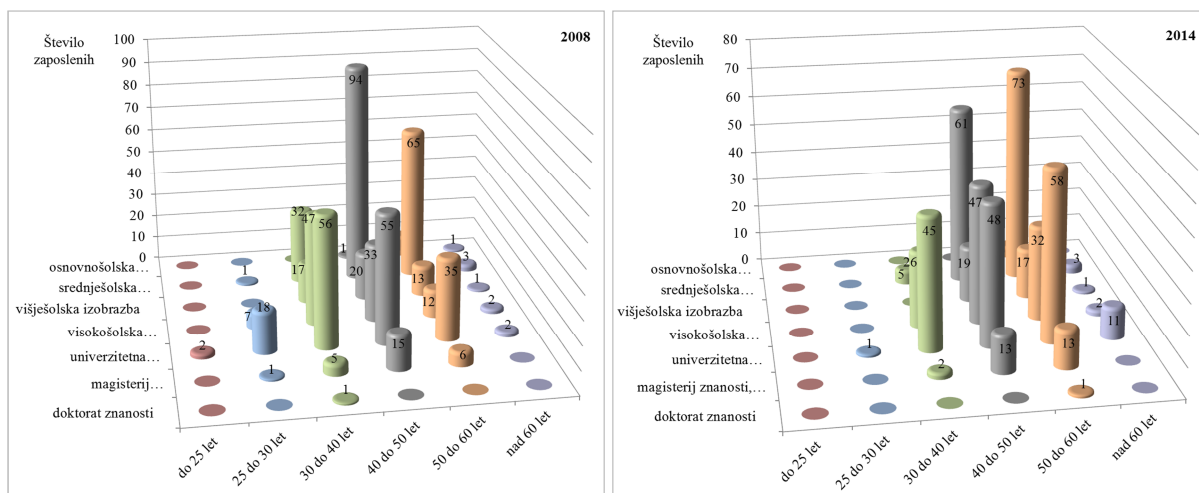 Število
zaposlenih
2008
100
90
80
70
60
50
40
30
20
10
0
osnovnošolska...
srednješolska...
višješolska izobrazba
visokošolska...
univerzitetna...
magisterij...
doktorat znanosti
94
65
32
47
56
1
1
3
1
17
1
20
33
55
13
35
1
12
2
7
18
2
2
15
6
1
5
1
do 25 let
25 do 30 let
30 do 40 let
40 do 50 let
50 do 60 let
nad 60 let
Število
zaposlenih
2014
80
70
60
50
40
30
20
10
0
osnovnošolska...
srednješolska...
višješolska izobrazba
visokošolska...
univerzitetna...
magisterij znanosti,...
doktorat znanosti
73
61
58
47
48
45
26
5
19
17
32
3
1
2
11
1
2
13
13
1
do 25 let
25 do 30 let
30 do 40 let
40 do 50 let
50 do 60 let
nad 60 let